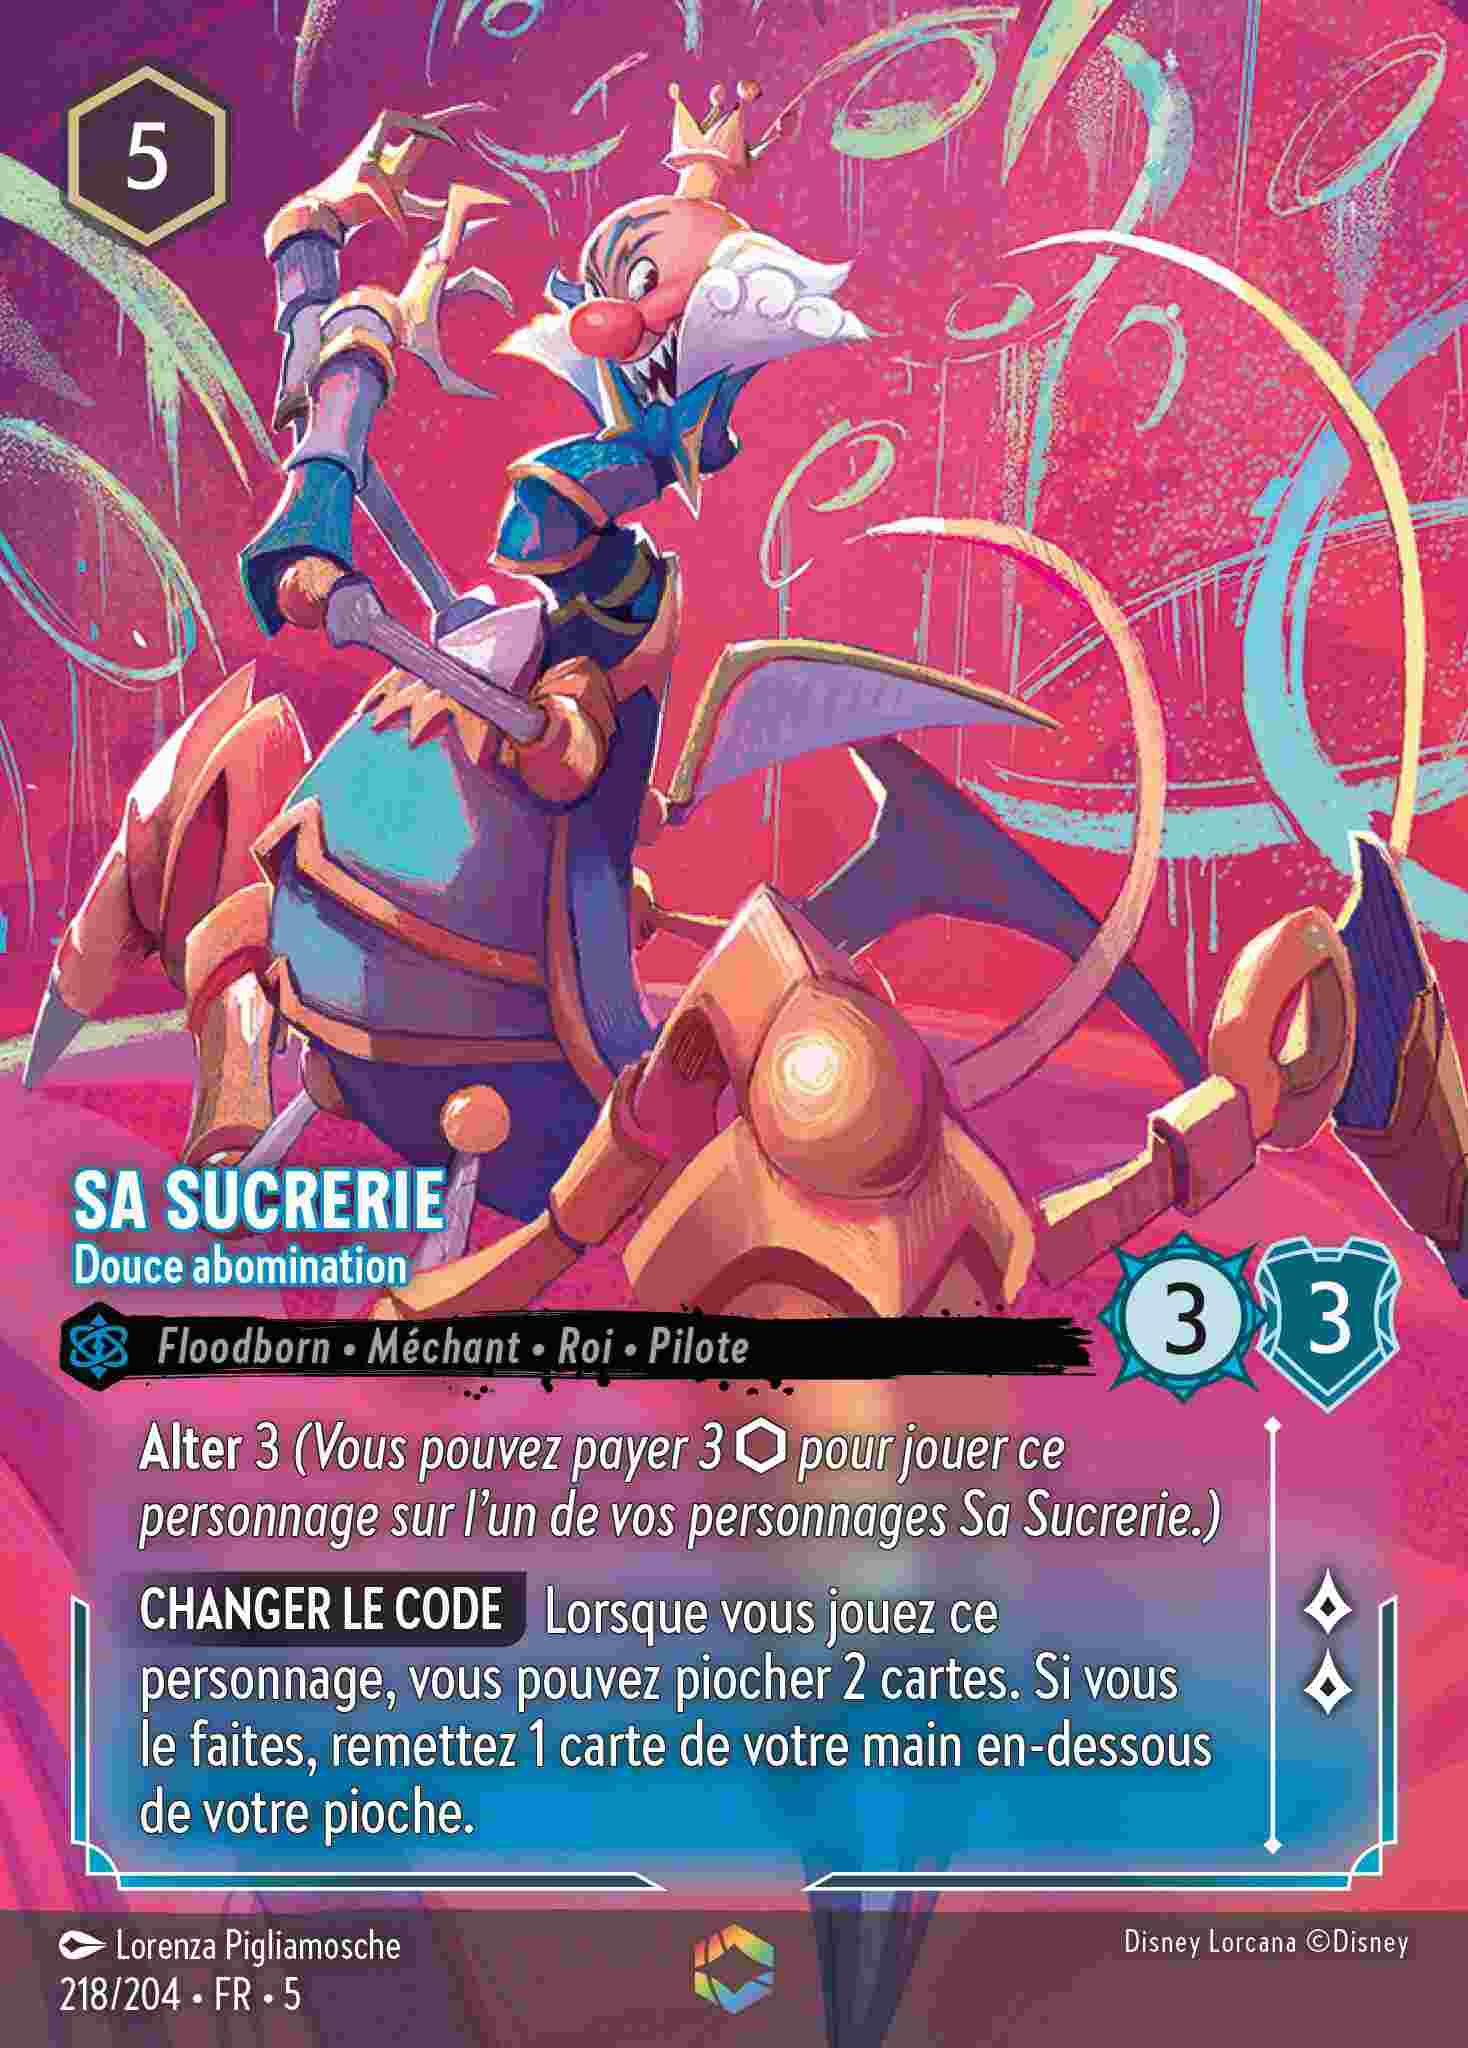 5
SA SUCRERIE
Douce abomination
Floodborn • Méchant • Roi • Pilote
3
3
Alter 3 (Vous pouvez payer 3 ⬡ pour jouer ce
personnage sur l'un de vos personnages Sa Sucrerie.)
CHANGER LE CODE Lorsque vous jouez ce
personnage, vous pouvez piocher 2 cartes. Si vous
le faites, remettez 1 carte de votre main en-dessous
de votre pioche.
Lorenza Pigliamosche
218/204 • FR • 5
Disney Lorcana ©Disney